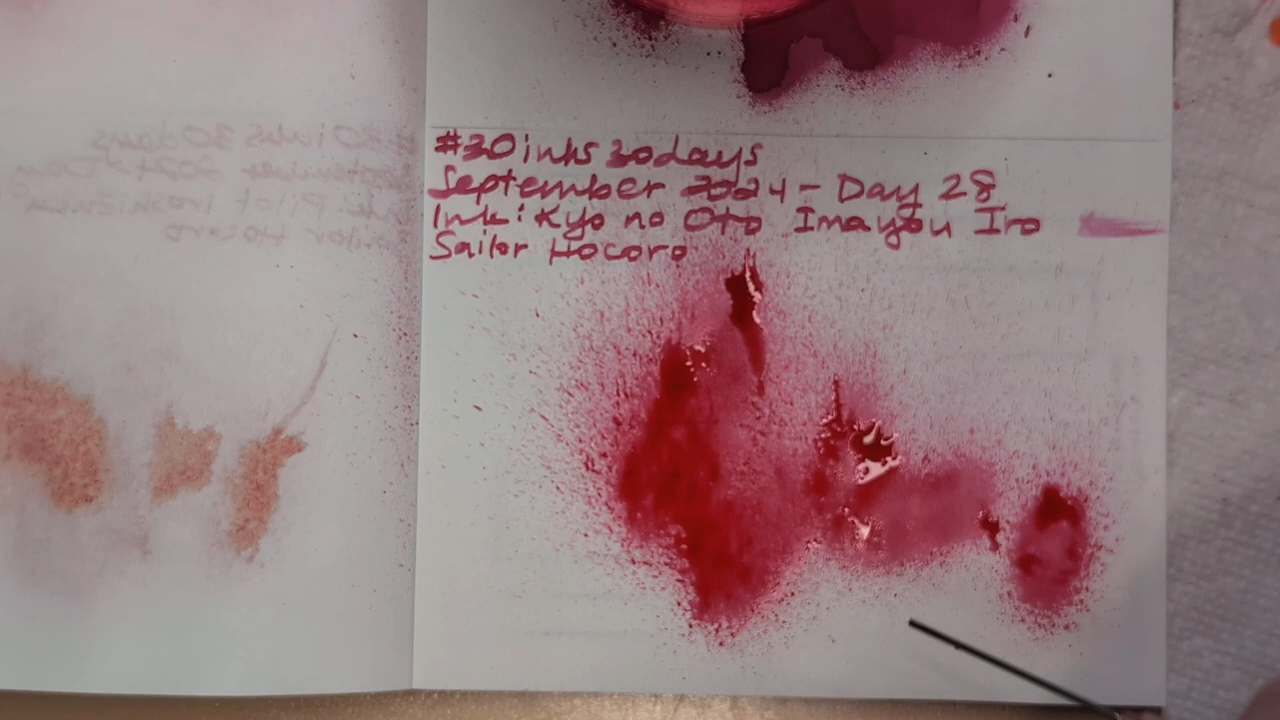 #30inks30days
September 2024 - Day 28
Ink: Kyo no Oto Imayou Iro
Sailor Hocoro